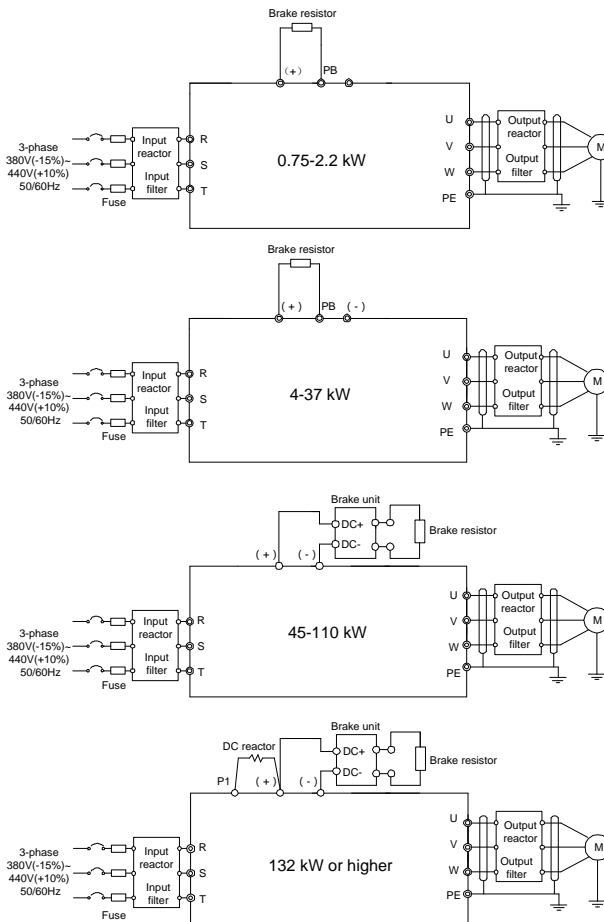 Brake resistor
(+)
PB
3-phase
380V(-15%)~
440V(+10%)
50/60Hz
Fuse
Input
reactor
Input
filter
R
S
T
0.75-2.2 kW
U
V
W
PE
Output
reactor
Output
filter
M
Brake resistor
(+)
PB
(-)
3-phase
380V(-15%)~
440V(+10%)
50/60Hz
Fuse
Input
reactor
Input
filter
R
S
T
4-37 kW
U
V
W
PE
Output
reactor
Output
filter
M
Brake unit
DC+
DC-
Brake resistor
(+)
(-)
3-phase
380V(-15%)~
440V(+10%)
50/60Hz
Fuse
Input
reactor
Input
filter
R
S
T
45-110 kW
U
V
W
PE
Output
reactor
Output
filter
M
Brake unit
DC reactor
DC+
DC-
Brake resistor
P1
(+)
(-)
3-phase
380V(-15%)~
440V(+10%)
50/60Hz
Fuse
Input
reactor
Input
filter
R
S
T
132 kW or higher
U
V
W
PE
Output
reactor
Output
filter
M